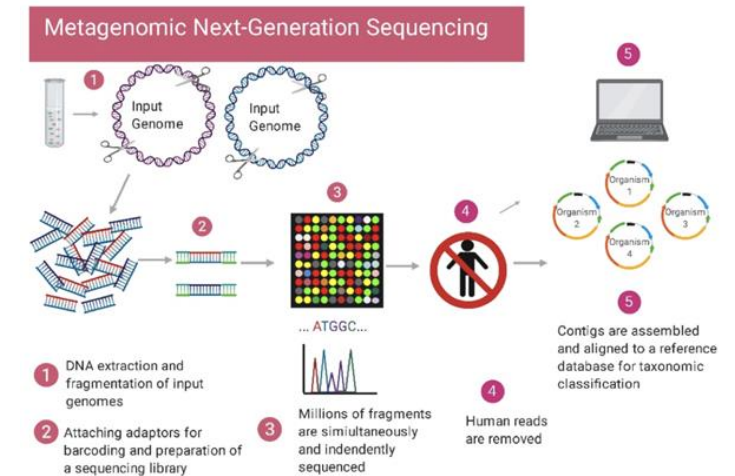 Metagenomic Next-Generation Sequencing
1
Input
Genome
Input
Genome
2
3
4
5
Organism
1
Organism
2
Organism
3
Organism
4
... ATGGC...
1
DNA extraction and
fragmentation of input
genomes
2
Attaching adaptors for
barcoding and preparation of
a sequencing library
3
Millions of fragments
are simiultneously
and indendently
sequenced
4
Human reads
are removed
5
Contigs are assembled
and aligned to a reference
database for taxonomic
classification